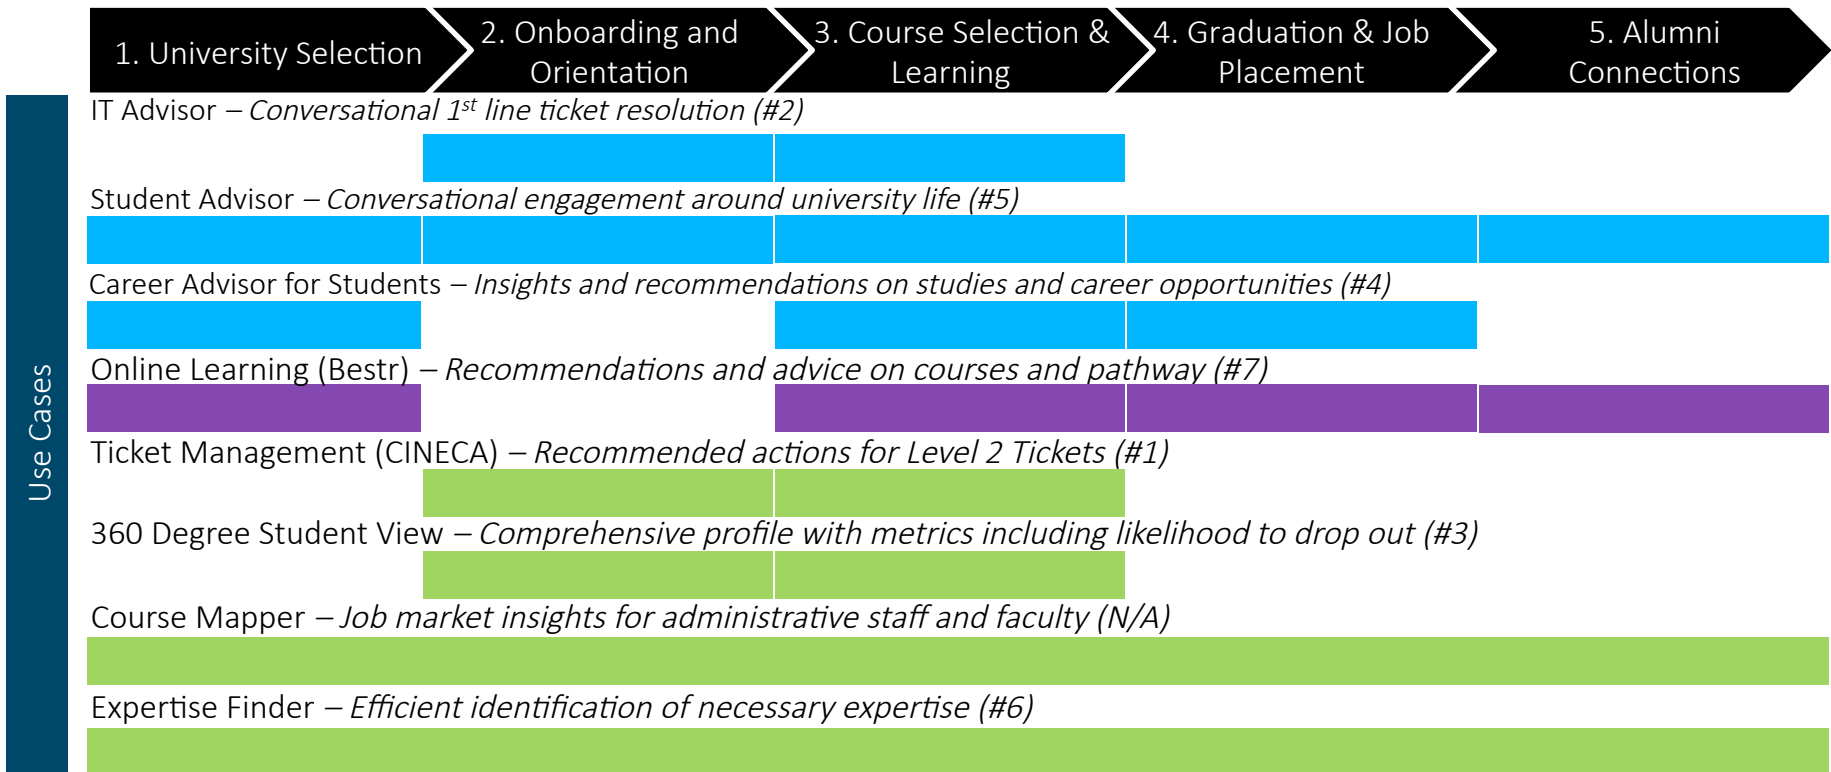 1. University Selection
2. Onboarding and
Orientation
3. Course Selection &
Learning
4. Graduation & Job
Placement
5. Alumni
Connections
Use Cases
IT Advisor – Conversational 1st line ticket resolution (#2)
Student Advisor – Conversational engagement around university life (#5)
Career Advisor for Students – Insights and recommendations on studies and career opportunities (#4)
Online Learning (Bestr) – Recommendations and advice on courses and pathway (#7)
Ticket Management (CINECA) – Recommended actions for Level 2 Tickets (#1)
360 Degree Student View – Comprehensive profile with metrics including likelihood to drop out (#3)
Course Mapper – Job market insights for administrative staff and faculty (N/A)
Expertise Finder – Efficient identification of necessary expertise (#6)